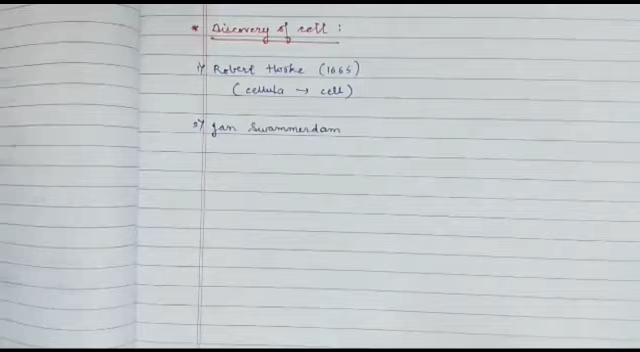 * Discovery of cell :
1) Robert Hooke (1665)
(cellula → cell)
2) Jan Swammerdam